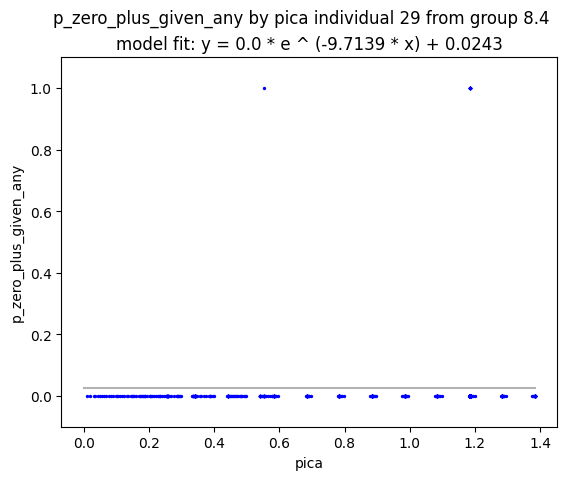 p_zero_plus_given_any by pica individual 29 from group 8.4
model fit: y = 0.0 * e ^ (-9.7139 * x) + 0.0243
1.0
0.8
0.6
0.4
0.2
0.0
p_zero_plus_given_any
0.0 0.2 0.4 0.6 0.8 1.0 1.2 1.4
pica